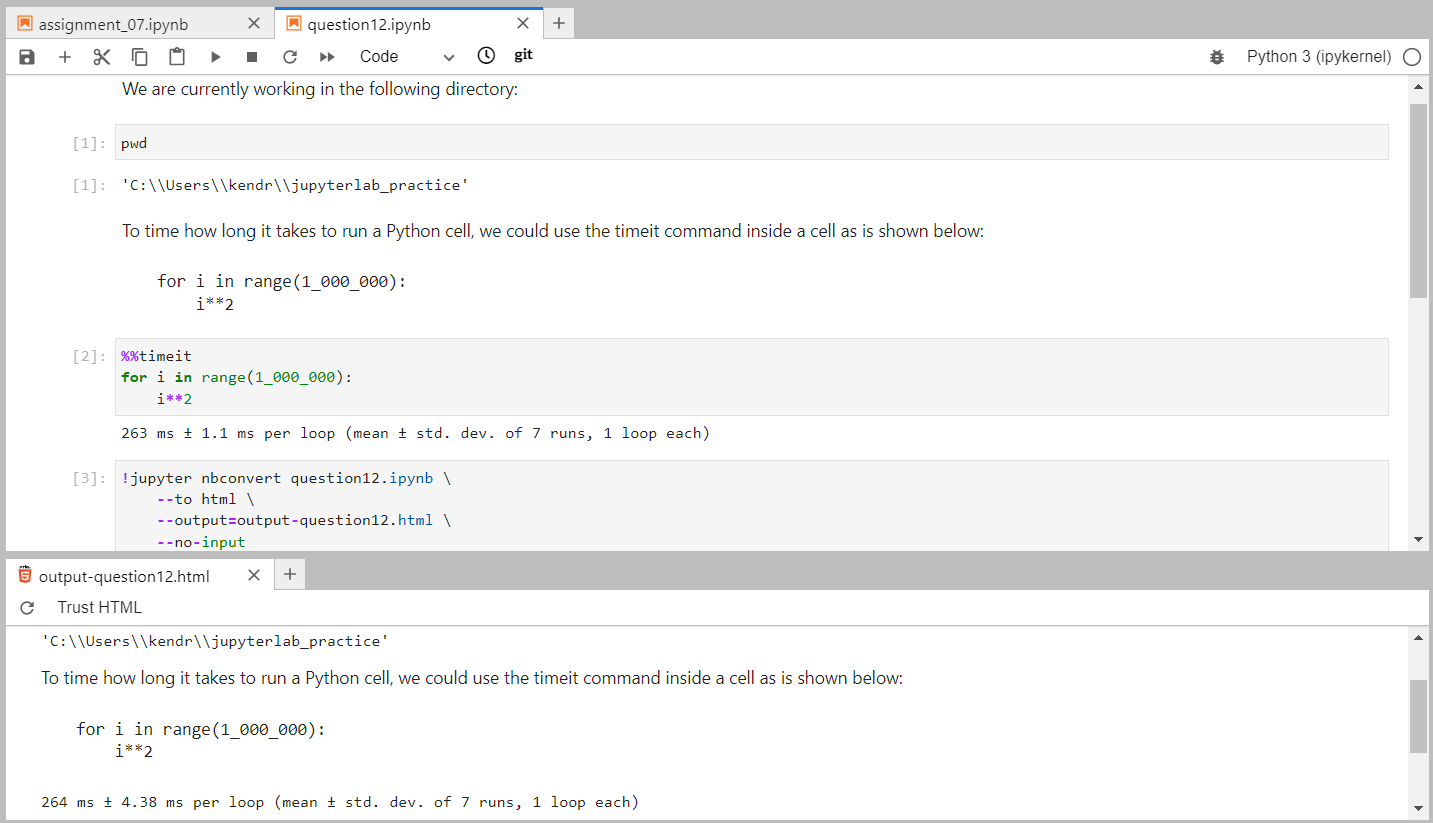 assignment_07.ipynb
question12.ipynb
Code
git
Python 3 (ipykernel)
We are currently working in the following directory:
[1]: pwd
[1]: 'C:\\Users\\kendr\\jupyterlab_practice'
To time how long it takes to run a Python cell, we could use the timeit command inside a cell as is shown below:
for i in range(1_000_000):
    i**2
[2]: %%timeit
for i in range(1_000_000):
    i**2
263 ms ± 1.1 ms per loop (mean ± std. dev. of 7 runs, 1 loop each)
[3]: !jupyter nbconvert question12.ipynb \
    --to html \
    --output=output-question12.html \
    --no-input
output-question12.html
Trust HTML
'C:\\Users\\kendr\\jupyterlab_practice'
To time how long it takes to run a Python cell, we could use the timeit command inside a cell as is shown below:
for i in range(1_000_000):
    i**2
264 ms ± 4.38 ms per loop (mean ± std. dev. of 7 runs, 1 loop each)